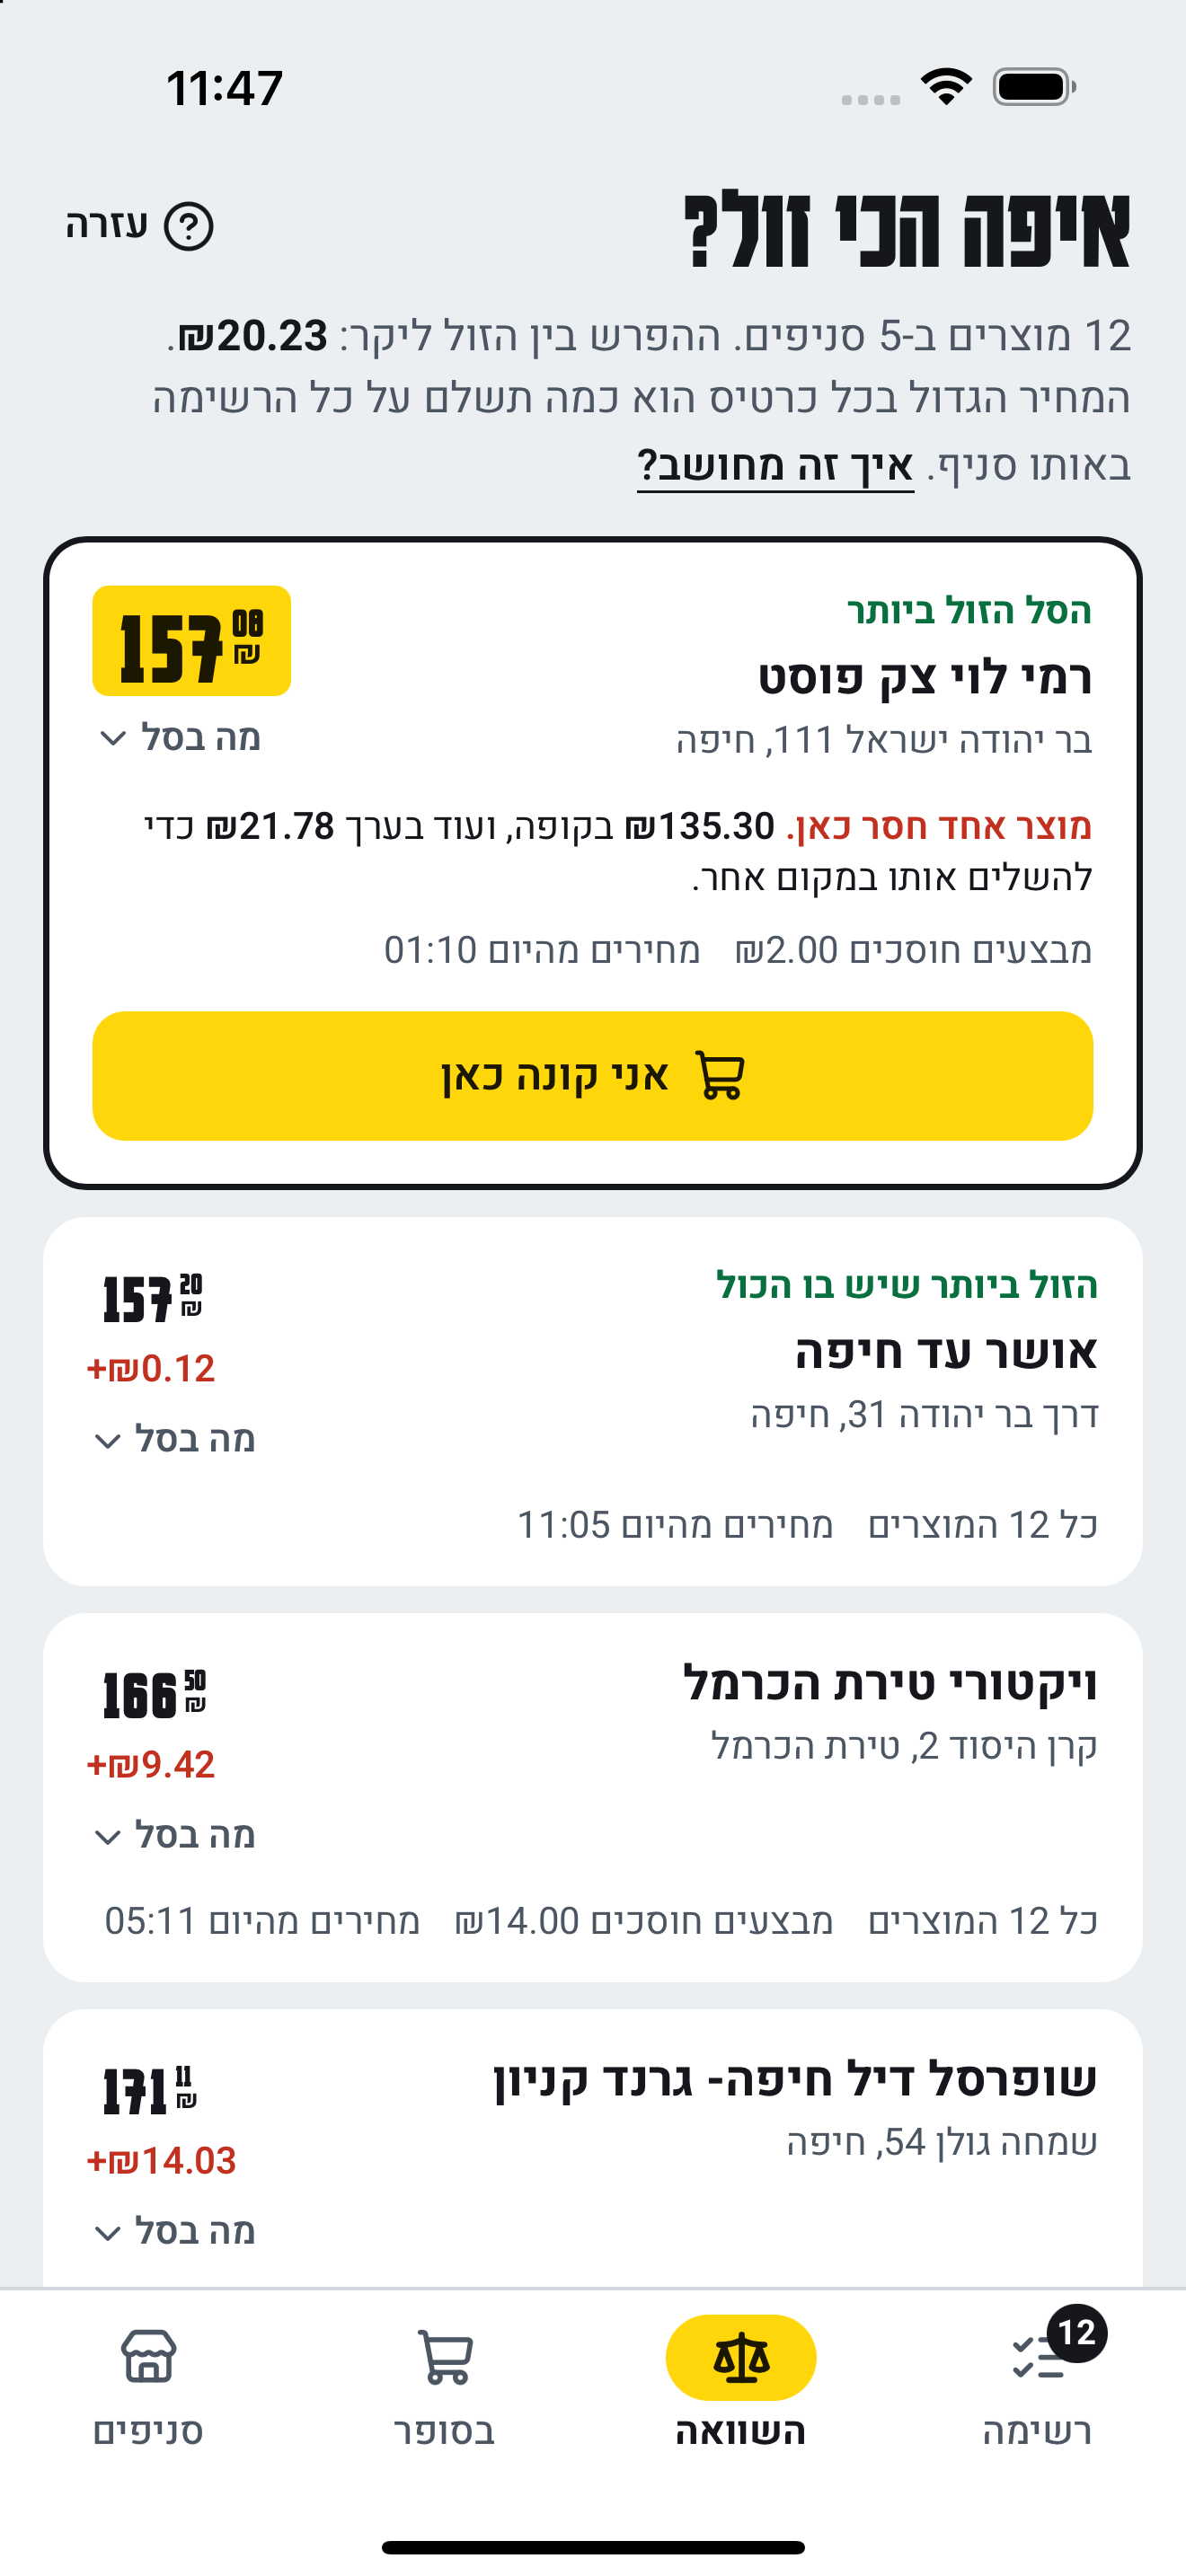 11:47
איפה הכי זול?
עזרה
12 מוצרים ב-5 סניפים. ההפרש בין הזול ליקר: ₪20.23.
המחיר הגדול בכל כרטיס הוא כמה תשלם על כל הרשימה
באותו סניף. איך זה מחושב?
הסל הזול ביותר
157 08 ₪
רמי לוי צק פוסט
בר יהודה ישראל 111, חיפה
מה בסל
מוצר אחד חסר כאן. ₪135.30 בקופה, ועוד בערך ₪21.78 כדי
להשלים אותו במקום אחר.
מבצעים חוסכים ₪2.00 מחירים מהיום 01:10
אני קונה כאן
הזול ביותר שיש בו הכול
157 20 ₪
אושר עד חיפה
+₪0.12
דרך בר יהודה 31, חיפה
מה בסל
כל 12 המוצרים מחירים מהיום 11:05
ויקטורי טירת הכרמל
166 50 ₪
קרן היסוד 2, טירת הכרמל
+₪9.42
מה בסל
כל 12 המוצרים מבצעים חוסכים ₪14.00 מחירים מהיום 05:11
שופרסל דיל חיפה- גרנד קניון
171 11 ₪
שמחה גולן 54, חיפה
+₪14.03
מה בסל
12
רשימה
השוואה
בסופר
סניפים